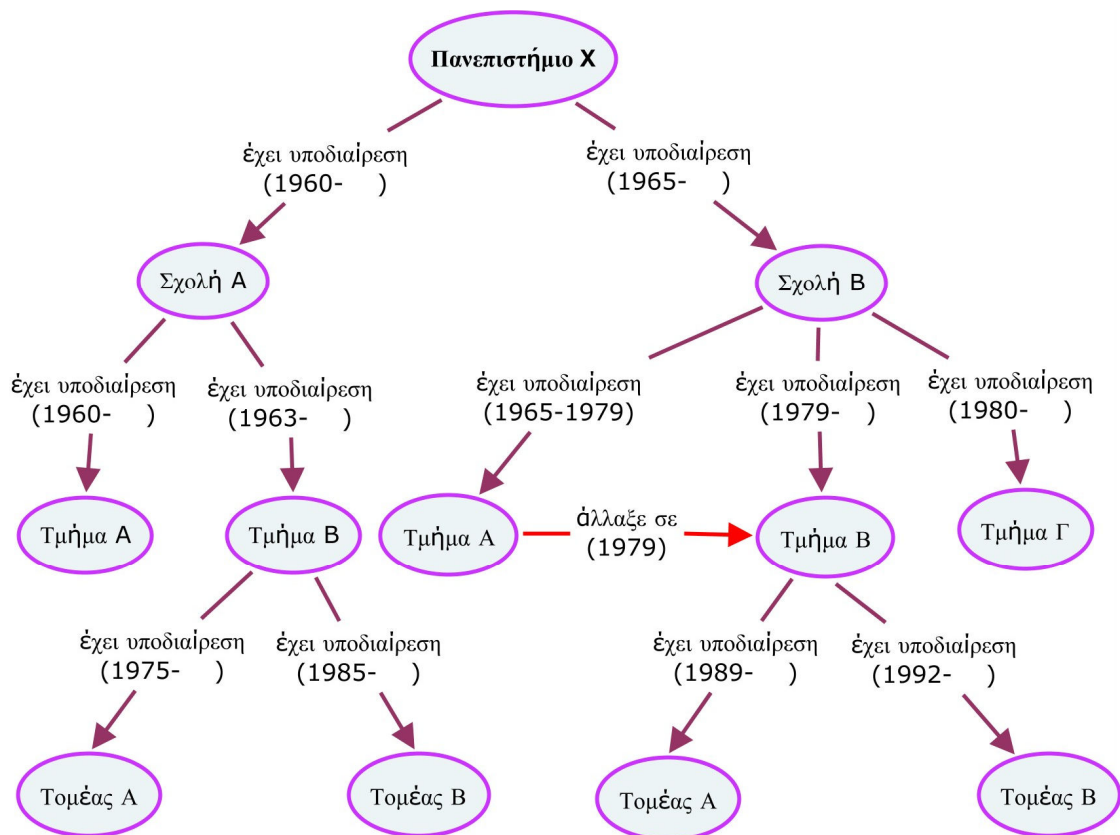 Πανεπιστήμιο Χ
έχει υποδιαίρεση
(1960-    )
έχει υποδιαίρεση
(1965-    )
Σχολή Α
Σχολή Β
έχει υποδιαίρεση
(1960-    )
έχει υποδιαίρεση
(1963-    )
έχει υποδιαίρεση
(1965-1979)
έχει υποδιαίρεση
(1979-    )
έχει υποδιαίρεση
(1980-    )
Τμήμα Α
Τμήμα Β
Τμήμα Α
άλλαξε σε
(1979)
Τμήμα Β
Τμήμα Γ
έχει υποδιαίρεση
(1975-    )
έχει υποδιαίρεση
(1985-    )
έχει υποδιαίρεση
(1989-    )
έχει υποδιαίρεση
(1992-    )
Τομέας Α
Τομέας Β
Τομέας Α
Τομέας Β